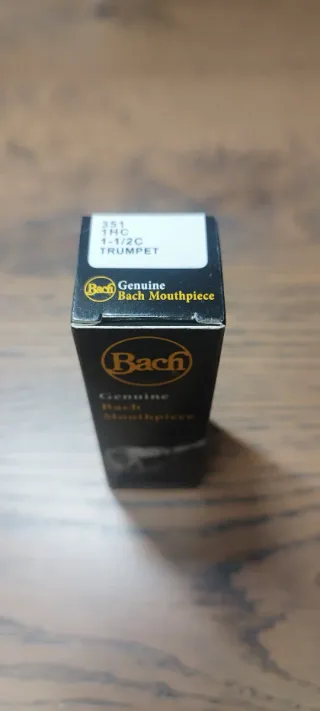 351
1HC
1-1/2C
TRUMPET
Bach Genuine
Bach Mouthpiece
Bach
Genuine
Bach
Mouthpiece